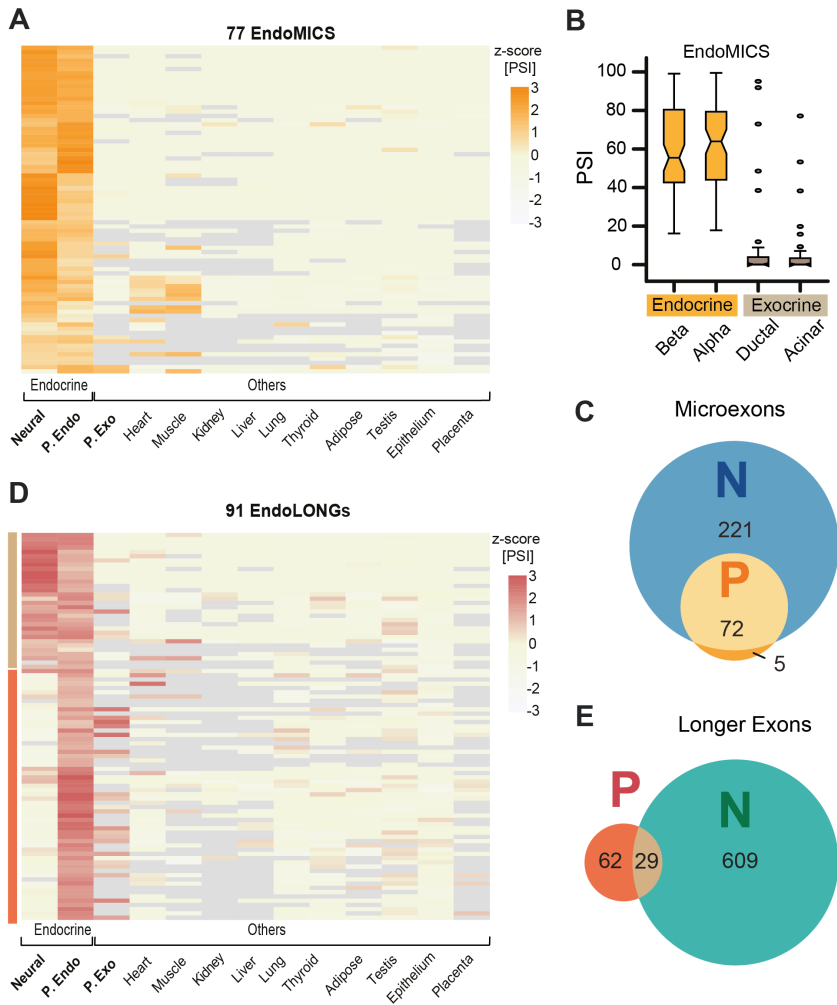 A
77 EndoMICS
z-score
[PSI]
3
2
1
0
-1
-2
-3
Endocrine
Others
Neural
P. Endo
P. Exo
Heart
Muscle
Kidney
Liver
Lung
Thyroid
Adipose
Testis
Epithelium
Placenta
B
EndoMICS
PSI
100
80
60
40
20
0
Endocrine
Exocrine
Beta
Alpha
Ductal
Acinar
C
Microexons
N
221
P
72
5
D
91 EndoLONGs
z-score
[PSI]
3
2
1
0
-1
-2
-3
Endocrine
Others
Neural
P. Endo
P. Exo
Heart
Muscle
Kidney
Liver
Lung
Thyroid
Adipose
Testis
Epithelium
Placenta
E
Longer Exons
P
N
62
29
609